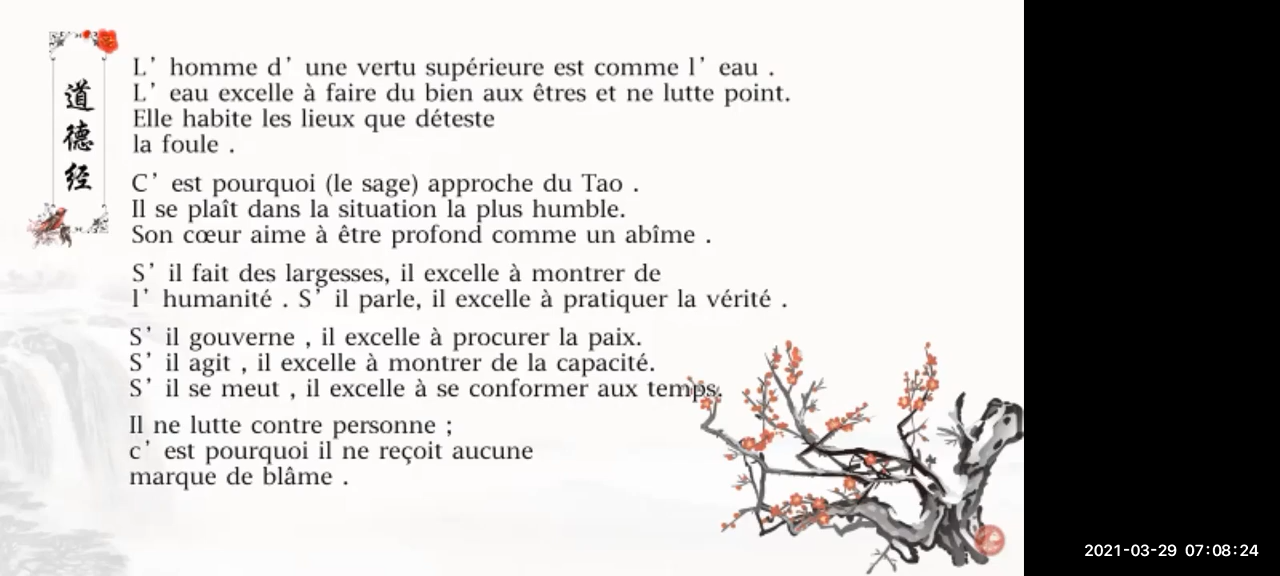 道德经
L’ homme d’ une vertu supérieure est comme l’ eau .
L’ eau excelle à faire du bien aux êtres et ne lutte point.
Elle habite les lieux que déteste
la foule .
C’ est pourquoi (le sage) approche du Tao .
Il se plaît dans la situation la plus humble.
Son cœur aime à être profond comme un abîme .
S’ il fait des largesses, il excelle à montrer de
l’ humanité . S’ il parle, il excelle à pratiquer la vérité .
S’ il gouverne , il excelle à procurer la paix.
S’ il agit , il excelle à montrer de la capacité.
S’ il se meut , il excelle à se conformer aux temps.
Il ne lutte contre personne ;
c’ est pourquoi il ne reçoit aucune
marque de blâme .
2021-03-29 07:08:24